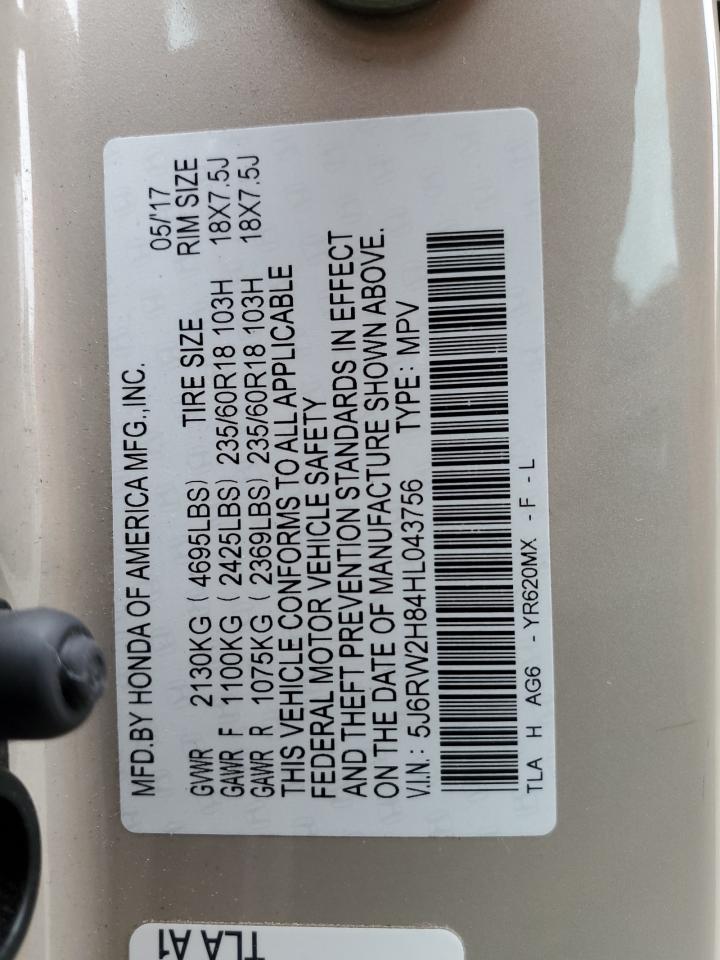 MFD.BY HONDA OF AMERICA MFG.,INC.
05/'17
GVWR 2130KG ( 4695LBS) TIRE SIZE RIM SIZE
GAWR F 1100KG ( 2425LBS) 235/60R18 103H 18X7.5J
GAWR R 1075KG ( 2369LBS) 235/60R18 103H 18X7.5J
THIS VEHICLE CONFORMS TO ALL APPLICABLE
FEDERAL MOTOR VEHICLE SAFETY
AND THEFT PREVENTION STANDARDS IN EFFECT
ON THE DATE OF MANUFACTURE SHOWN ABOVE.
V.I.N.: 5J6RW2H84HL043756 TYPE: MPV
TLA H AG6 - YR620MX - F - L
TLA A1